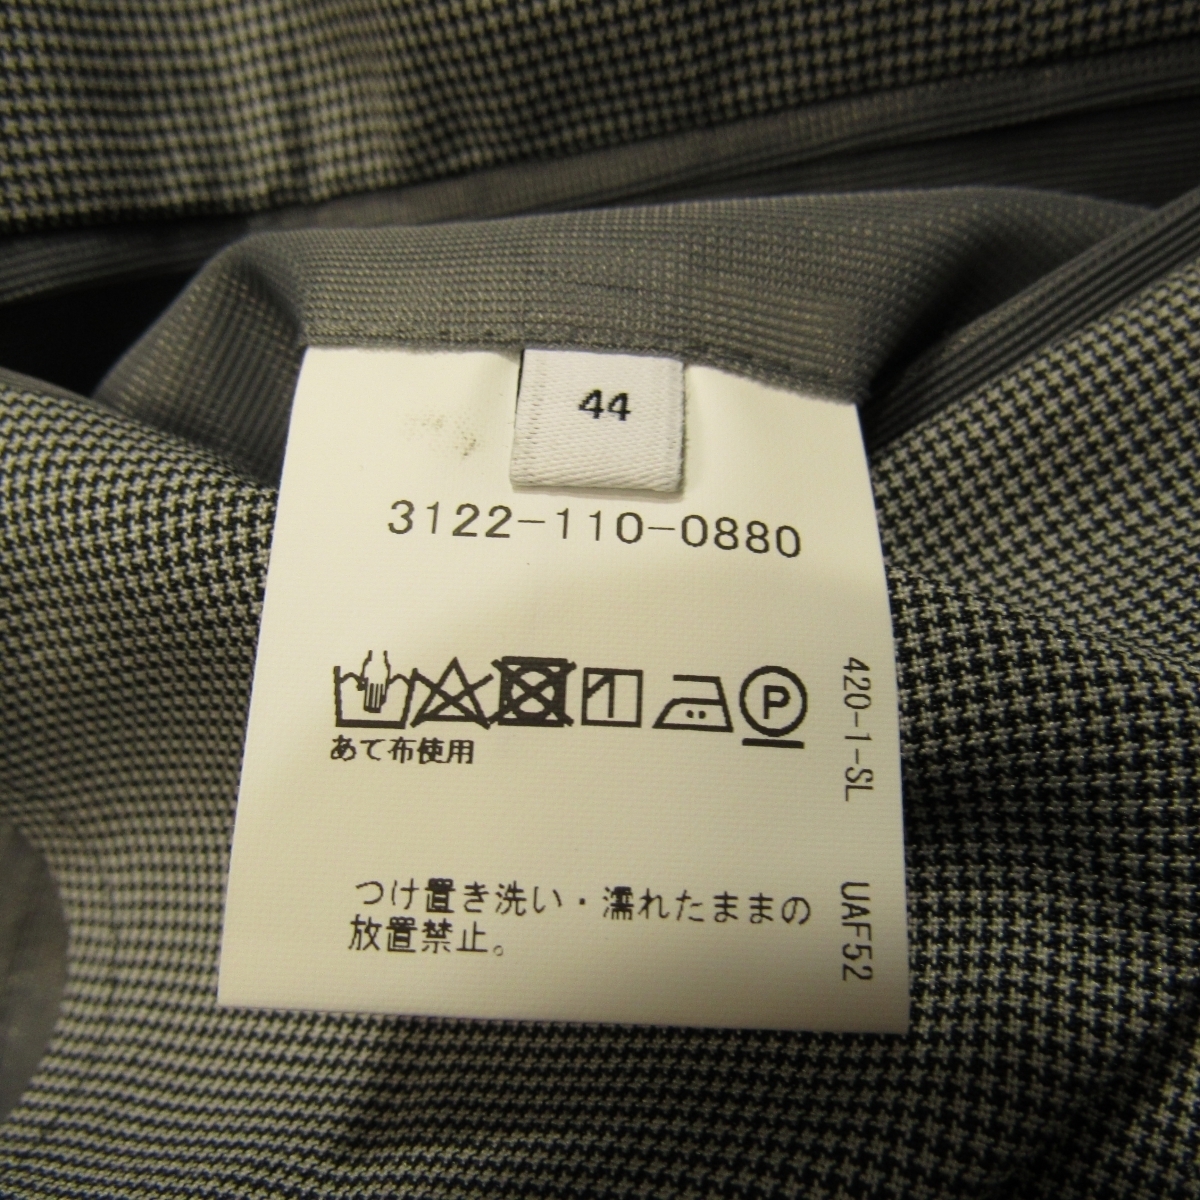 44
3122-110-0880
P
あて布使用
つけ置き洗い・濡れたままの
放置禁止。
420-1-SL
UAF52